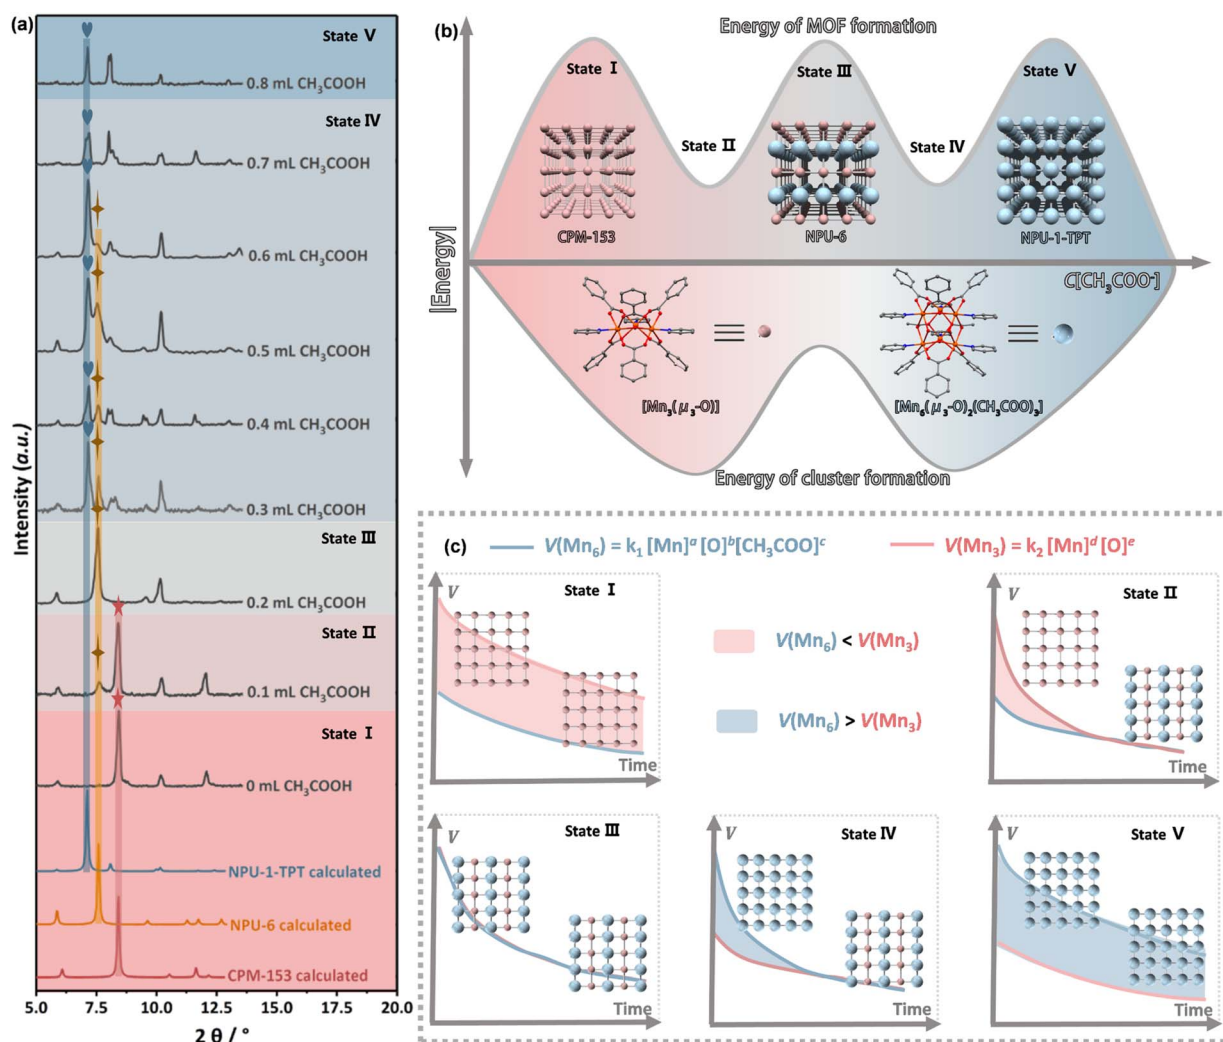 (a)
State Ⅴ
0.8 mL CH₃COOH
State Ⅳ
0.7 mL CH₃COOH
0.6 mL CH₃COOH
0.5 mL CH₃COOH
0.4 mL CH₃COOH
0.3 mL CH₃COOH
State Ⅲ
0.2 mL CH₃COOH
State Ⅱ
0.1 mL CH₃COOH
State Ⅰ
0 mL CH₃COOH
NPU-1-TPT calculated
NPU-6 calculated
CPM-153 calculated
Intensity (a.u.)
5.0 7.5 10.0 12.5 15.0 17.5 20.0
2 θ / °
(b)
Energy of MOF formation
State Ⅰ
State Ⅲ
State Ⅴ
State Ⅱ
State Ⅳ
CPM-153
NPU-6
NPU-1-TPT
|Energy|
C[CH₃COO⁻]
[Mn₃(μ₃-O)]
[Mn₆(μ₃-O)₂(CH₃COO)₃]
Energy of cluster formation
(c)
V(Mn₆) = k₁ [Mn]ᵃ [O]ᵇ[CH₃COO]ᶜ
V(Mn₃) = k₂ [Mn]ᵈ [O]ᵉ
V
State Ⅰ
Time
V(Mn₆) < V(Mn₃)
V(Mn₆) > V(Mn₃)
V
State Ⅱ
Time
V
State Ⅲ
Time
V
State Ⅳ
Time
V
State Ⅴ
Time